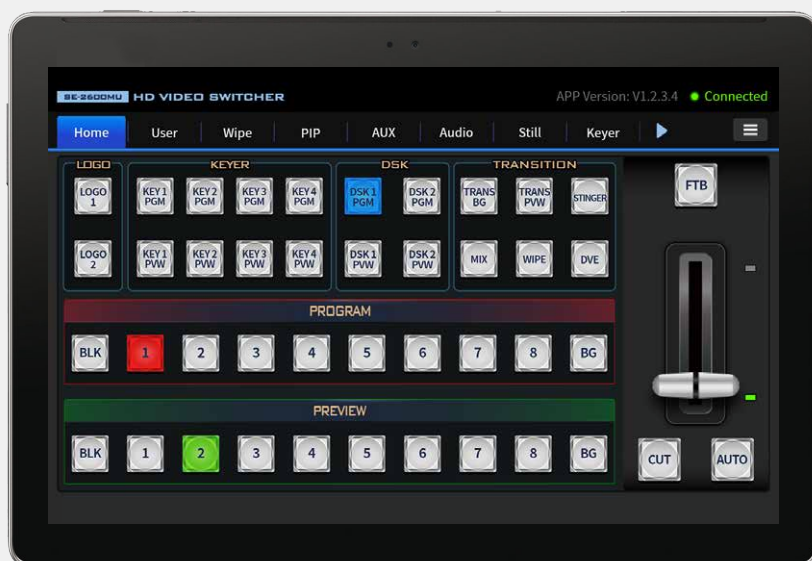 SE-2600MU HD VIDEO SWITCHER APP Version: V1.2.3.4 Connected
Home User Wipe PIP AUX Audio Still Keyer
LOGO KEYER DSK TRANSITION
LOGO 1 KEY 1 PGM KEY 2 PGM KEY 3 PGM KEY 4 PGM DSK 1 PGM DSK 2 PGM TRANS BG TRANS PVW STINGER FTB
LOGO 2 KEY 1 PVW KEY 2 PVW KEY 3 PVW KEY 4 PVW DSK 1 PVW DSK 2 PVW MIX WIPE DVE
PROGRAM
BLK 1 2 3 4 5 6 7 8 BG
PREVIEW
BLK 1 2 3 4 5 6 7 8 BG CUT AUTO